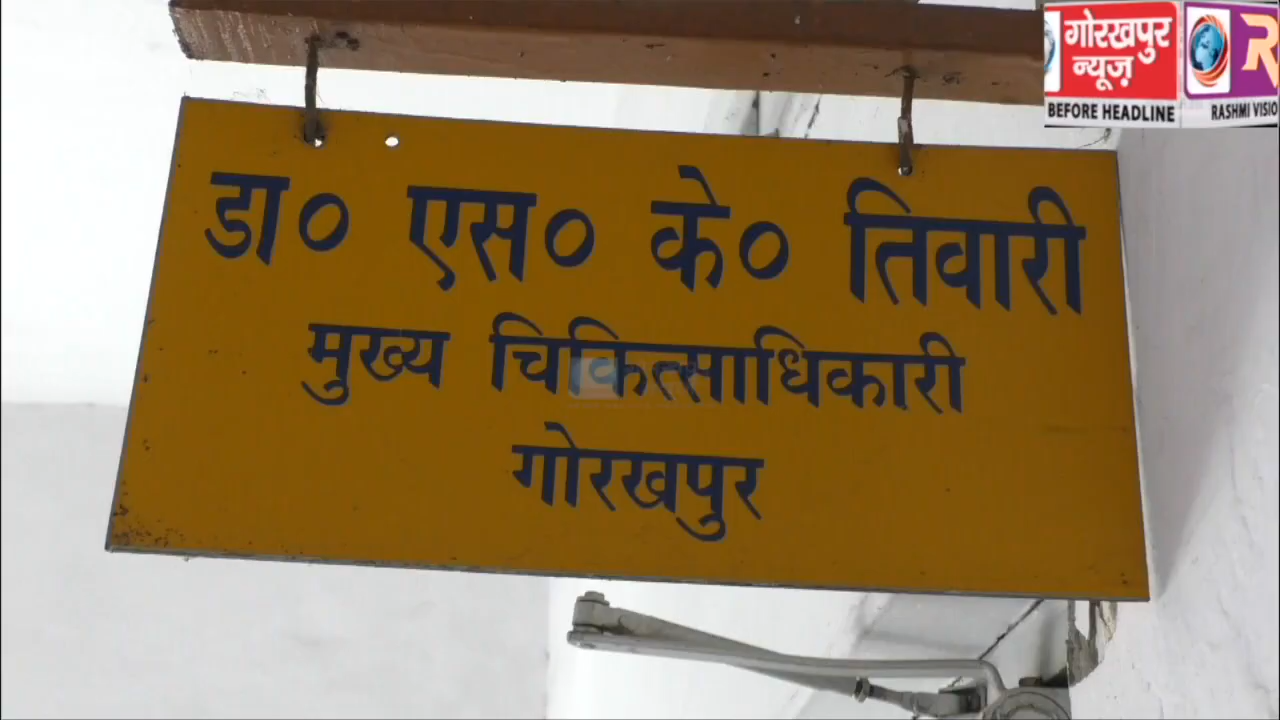 गोरखपुर
न्यूज़
BEFORE HEADLINE
R
RASHMI VISIO
डा० एस० के० तिवारी
मुख्य चिकित्साधिकारी
गोरखपुर